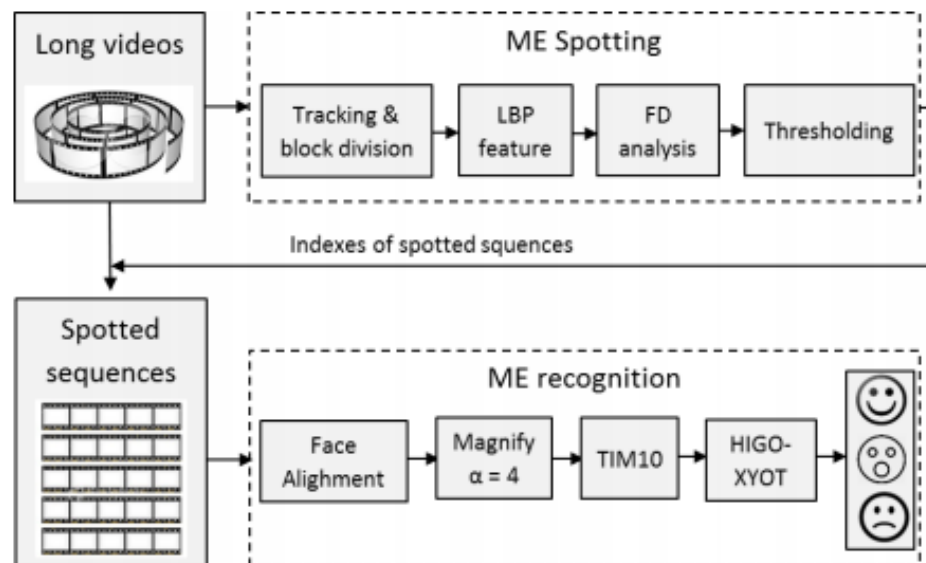 Long videos
ME Spotting
Tracking &
block division
LBP
feature
FD
analysis
Thresholding
Indexes of spotted squences
Spotted
sequences
ME recognition
Face
Alighment
Magnify
α = 4
TIM10
HIGO-
XYOT